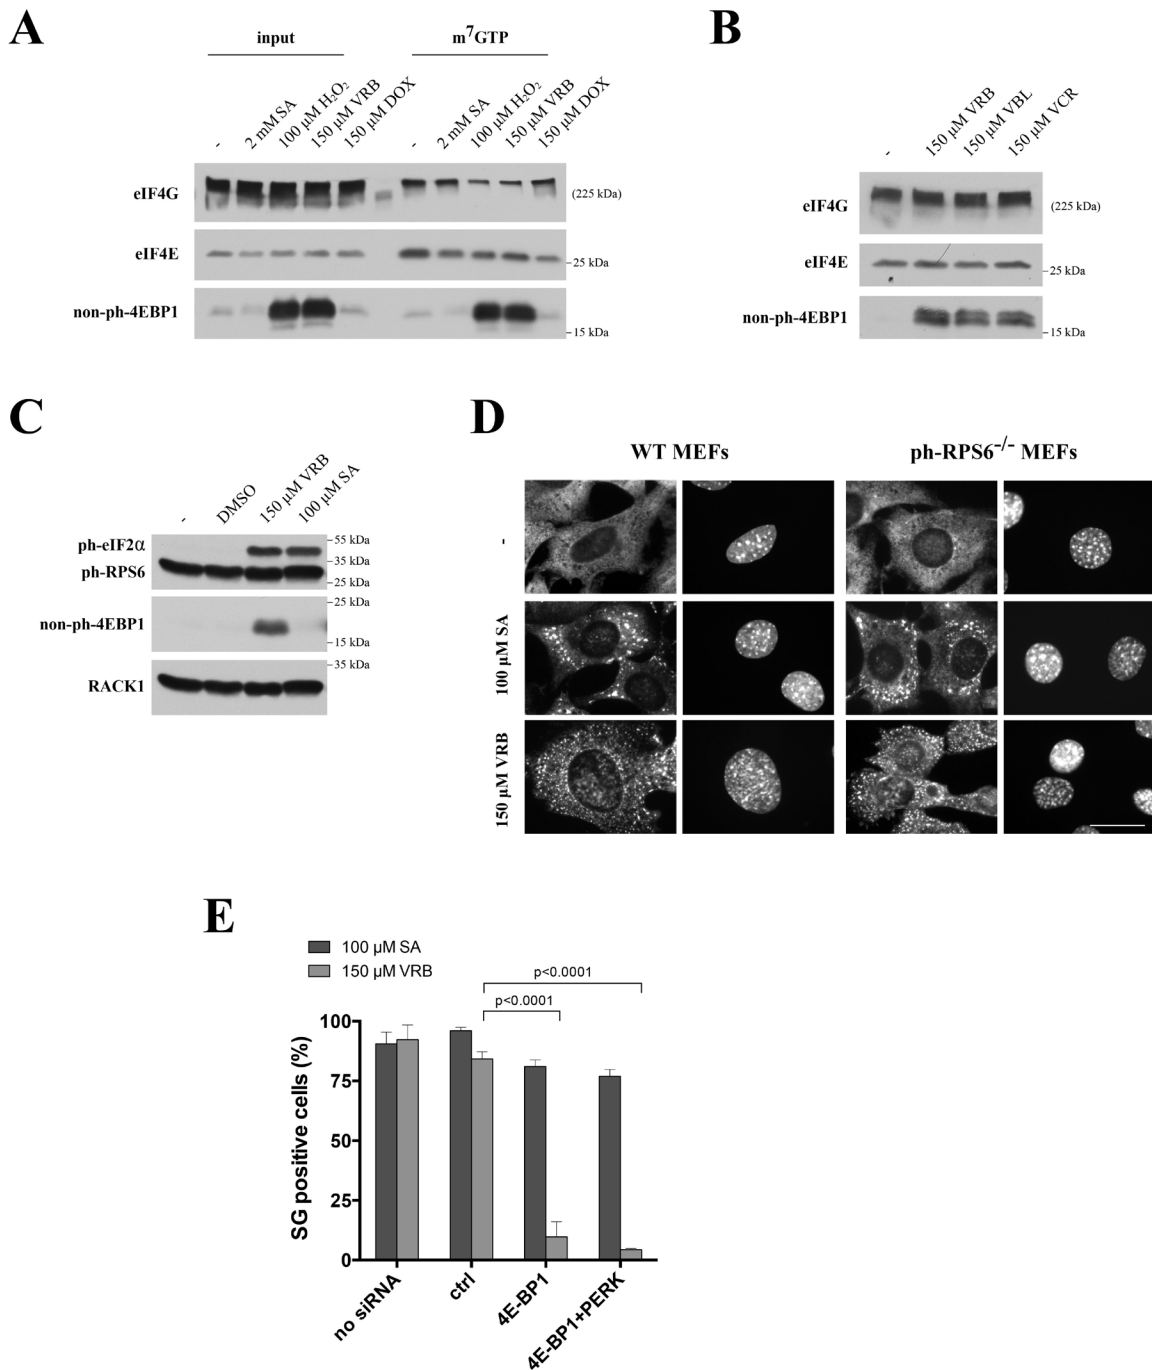 A
input
m⁷GTP
-
2 mM SA
100 µM H₂O₂
150 µM VRB
150 µM DOX
-
2 mM SA
100 µM H₂O₂
150 µM VRB
150 µM DOX
eIF4G
(225 kDa)
eIF4E
25 kDa
non-ph-4EBP1
15 kDa
B
-
150 µM VRB
150 µM VBL
150 µM VCR
eIF4G
(225 kDa)
eIF4E
25 kDa
non-ph-4EBP1
15 kDa
C
-
DMSO
150 µM VRB
100 µM SA
ph-eIF2α
55 kDa
35 kDa
ph-RPS6
25 kDa
25 kDa
non-ph-4EBP1
15 kDa
35 kDa
RACK1
D
WT MEFs
ph-RPS6⁻/⁻ MEFs
-
100 µM SA
150 µM VRB
E
100 µM SA
150 µM VRB
p<0.0001
p<0.0001
SG positive cells (%)
100
75
50
25
0
no siRNA
ctrl
4E-BP1
4E-BP1+PERK